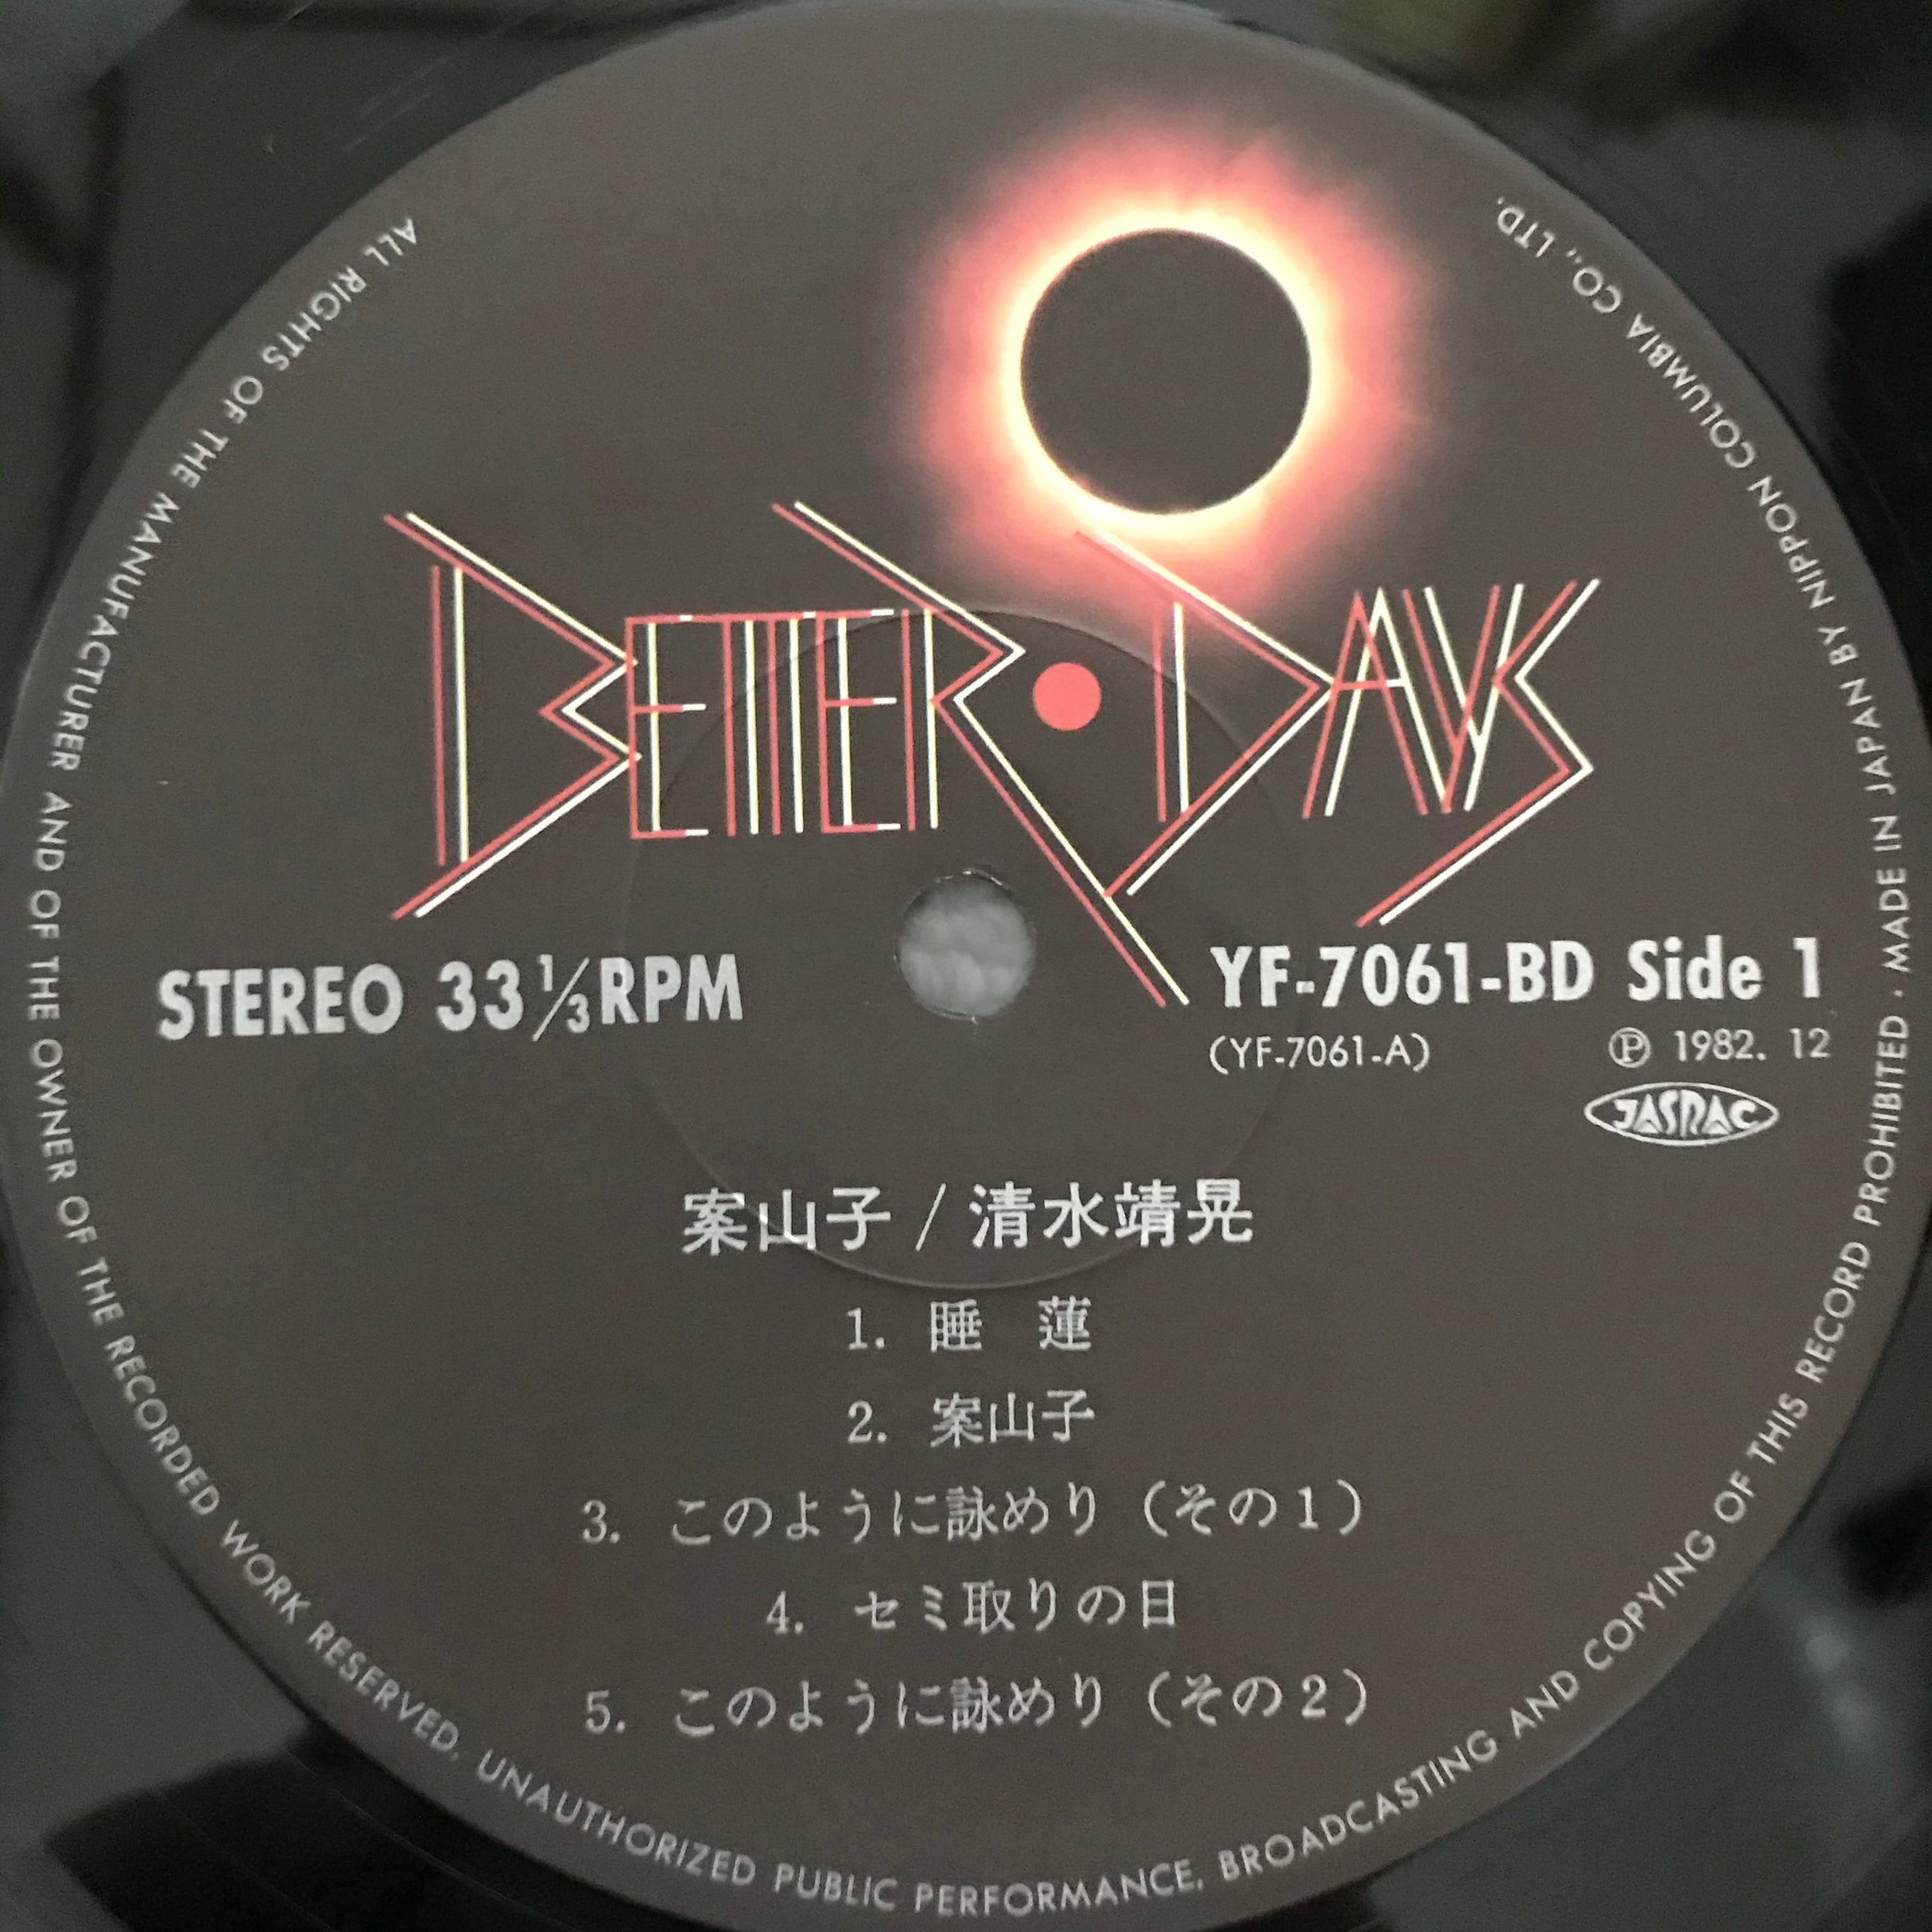 BETTER・DAYS
STEREO 33⅓RPM
YF-7061-BD Side 1
(YF-7061-A)
Ⓟ 1982. 12
JASRAC
案山子/清水靖晃
1. 睡 蓮
2. 案山子
3. このように詠めり(その1)
4. セミ取りの日
5. このように詠めり(その2)
ALL RIGHTS OF THE MANUFACTURER AND OF THE OWNER OF THE RECORDED WORK RESERVED. UNAUTHORIZED PUBLIC PERFORMANCE, BROADCASTING AND COPYING OF THIS RECORD PROHIBITED. MADE IN JAPAN BY NIPPON COLUMBIA CO., LTD.